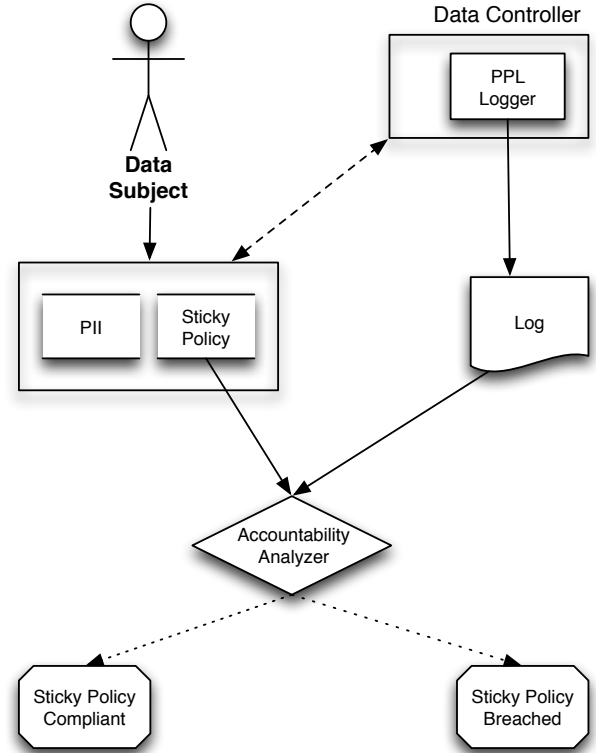 Data Controller
PPL
Logger
Data
Subject
PII
Sticky
Policy
Log
Accountability
Analyzer
Sticky Policy
Compliant
Sticky Policy
Breached